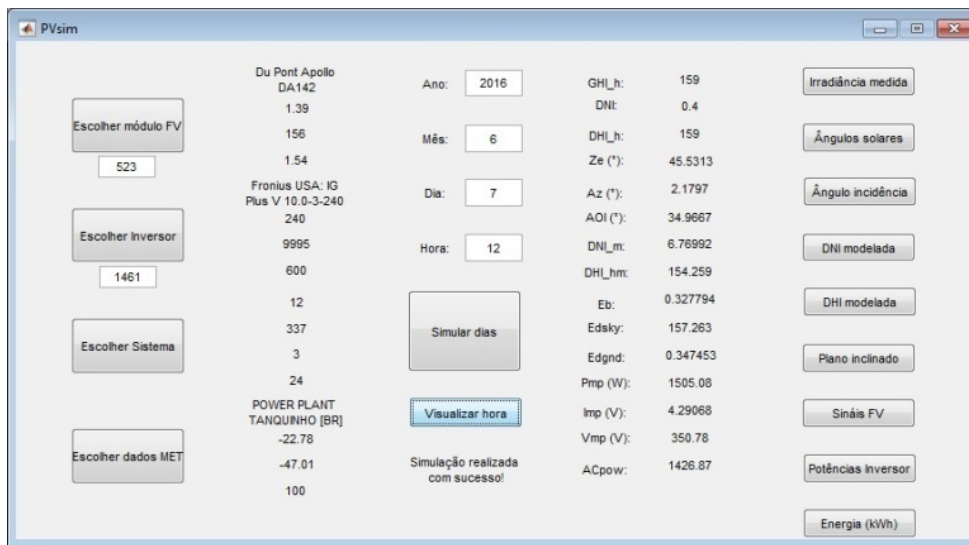 PVsim
Escolher módulo FV
523
Escolher Inversor
1461
Escolher Sistema
Escolher dados MET
Du Pont Apollo
DA142
1.39
156
1.54
Fronius USA: IG
Plus V 10.0-3-240
240
9995
600
12
337
3
24
POWER PLANT
TANQUINHO [BR]
-22.78
-47.01
100
Ano: 2016
Mês: 6
Dia: 7
Hora: 12
Simular dias
Visualizar hora
Simulação realizada
com sucesso!
GHI_h: 159
DNI: 0.4
DHI_h: 159
Ze (°): 45.5313
Az (°): 2.1797
AOI (°): 34.9667
DNI_m: 6.76992
DHI_hm: 154.259
Eb: 0.327794
Edsky: 157.263
Edgnd: 0.347453
Pmp (W): 1505.08
Imp (V): 4.29068
Vmp (V): 350.78
ACpow: 1426.87
Irradiância medida
Ângulos solares
Ângulo incidência
DNI modelada
DHI modelada
Plano inclinado
Sináis FV
Potências Inversor
Energia (kWh)